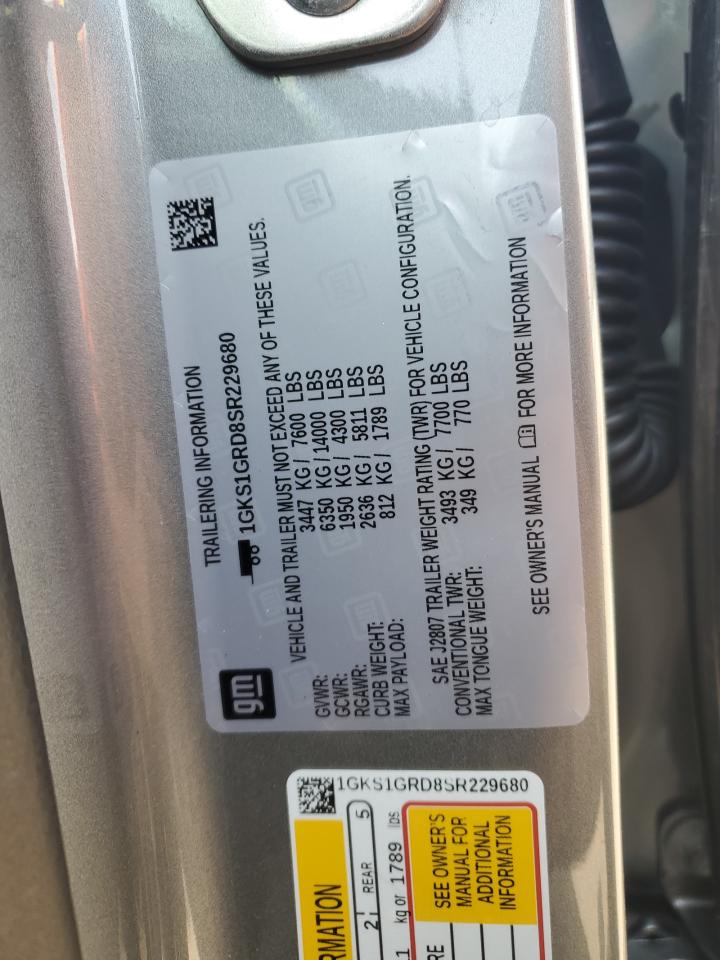 gm
TRAILERING INFORMATION
1GKS1GRD8SR229680
VEHICLE AND TRAILER MUST NOT EXCEED ANY OF THESE VALUES.
GVWR: 3447 KG / 7600 LBS
GCWR: 6350 KG / 14000 LBS
RGAWR: 1950 KG / 4300 LBS
CURB WEIGHT: 2636 KG / 5811 LBS
MAX PAYLOAD: 812 KG / 1789 LBS
SAE J2807 TRAILER WEIGHT RATING (TWR) FOR VEHICLE CONFIGURATION.
CONVENTIONAL TWR: 3493 KG / 7700 LBS
MAX TONGUE WEIGHT: 349 KG / 770 LBS
SEE OWNER'S MANUAL FOR MORE INFORMATION
1GKS1GRD8SR229680
RMATION
2 REAR 5
kg or 1789 lbs
RE
SEE OWNER'S
MANUAL FOR
ADDITIONAL
INFORMATION